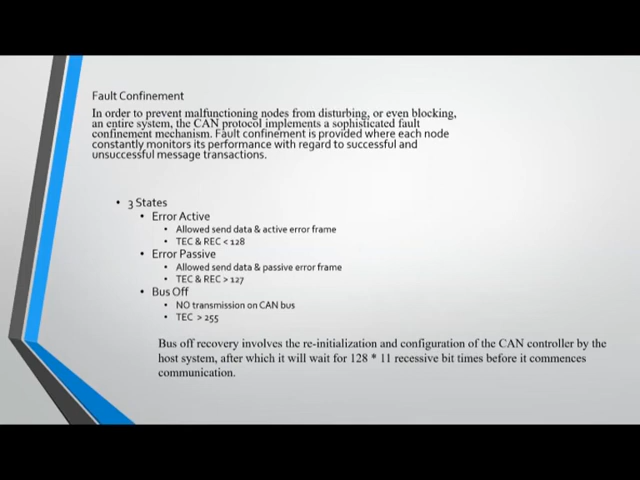 Fault Confinement
In order to prevent malfunctioning nodes from disturbing, or even blocking,
an entire system, the CAN protocol implements a sophisticated fault
confinement mechanism. Fault confinement is provided where each node
constantly monitors its performance with regard to successful and
unsuccessful message transactions.
• 3 States
• Error Active
• Allowed send data & active error frame
• TEC & REC < 128
• Error Passive
• Allowed send data & passive error frame
• TEC & REC > 127
• Bus Off
• NO transmission on CAN bus
• TEC > 255
Bus off recovery involves the re-initialization and configuration of the CAN controller by the
host system, after which it will wait for 128 * 11 recessive bit times before it commences
communication.